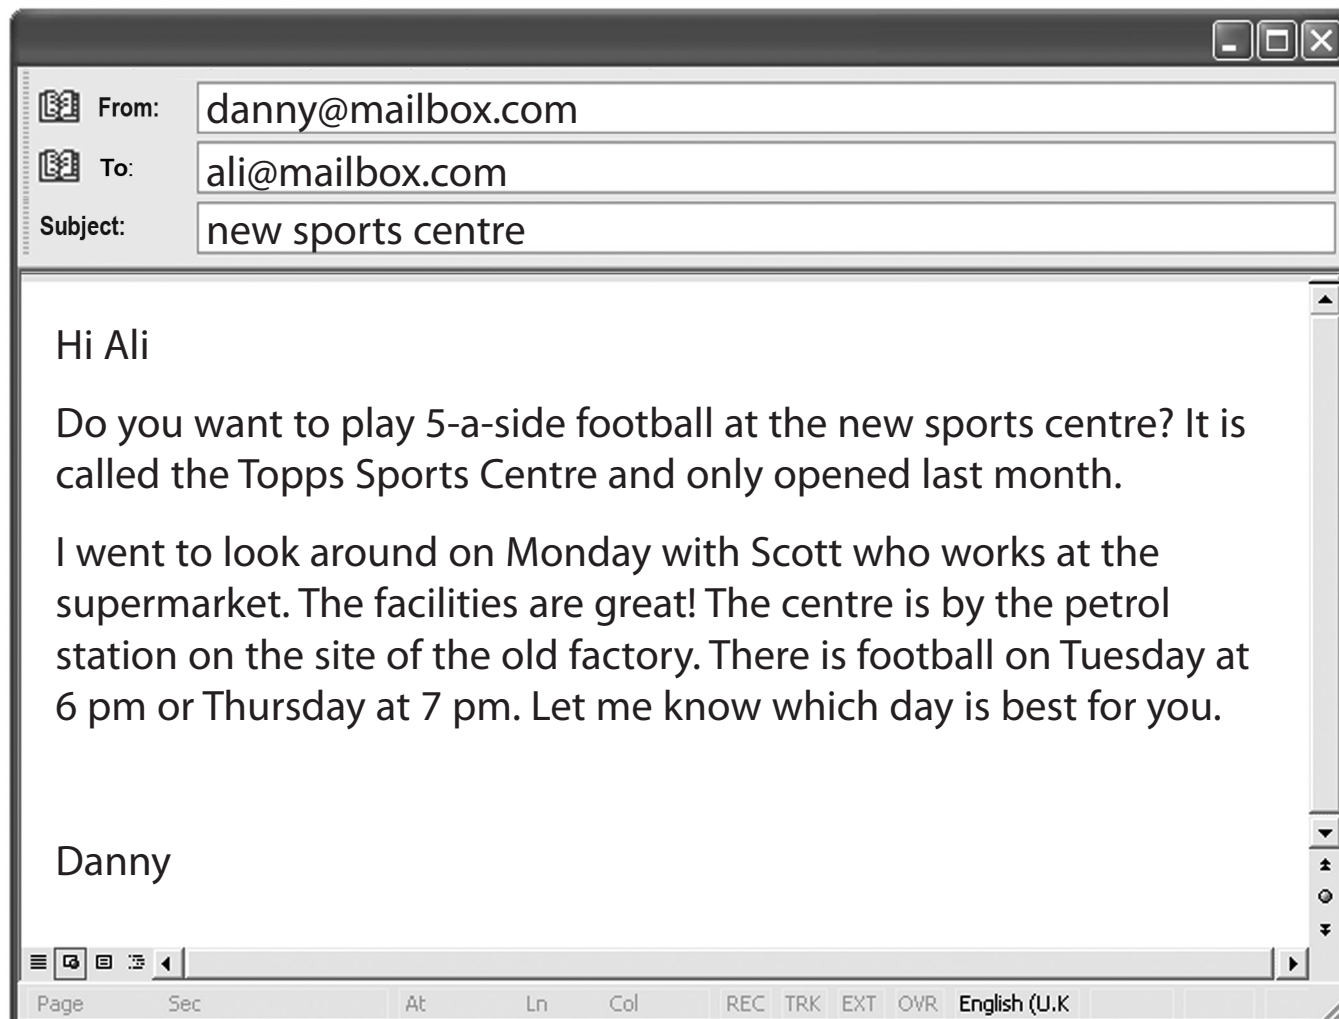 From: danny@mailbox.com
To: ali@mailbox.com
Subject: new sports centre
Hi Ali
Do you want to play 5-a-side football at the new sports centre? It is
called the Topps Sports Centre and only opened last month.
I went to look around on Monday with Scott who works at the
supermarket. The facilities are great! The centre is by the petrol
station on the site of the old factory. There is football on Tuesday at
6 pm or Thursday at 7 pm. Let me know which day is best for you.
Danny
Page Sec At Ln Col REC TRK EXT OVR English (U.K